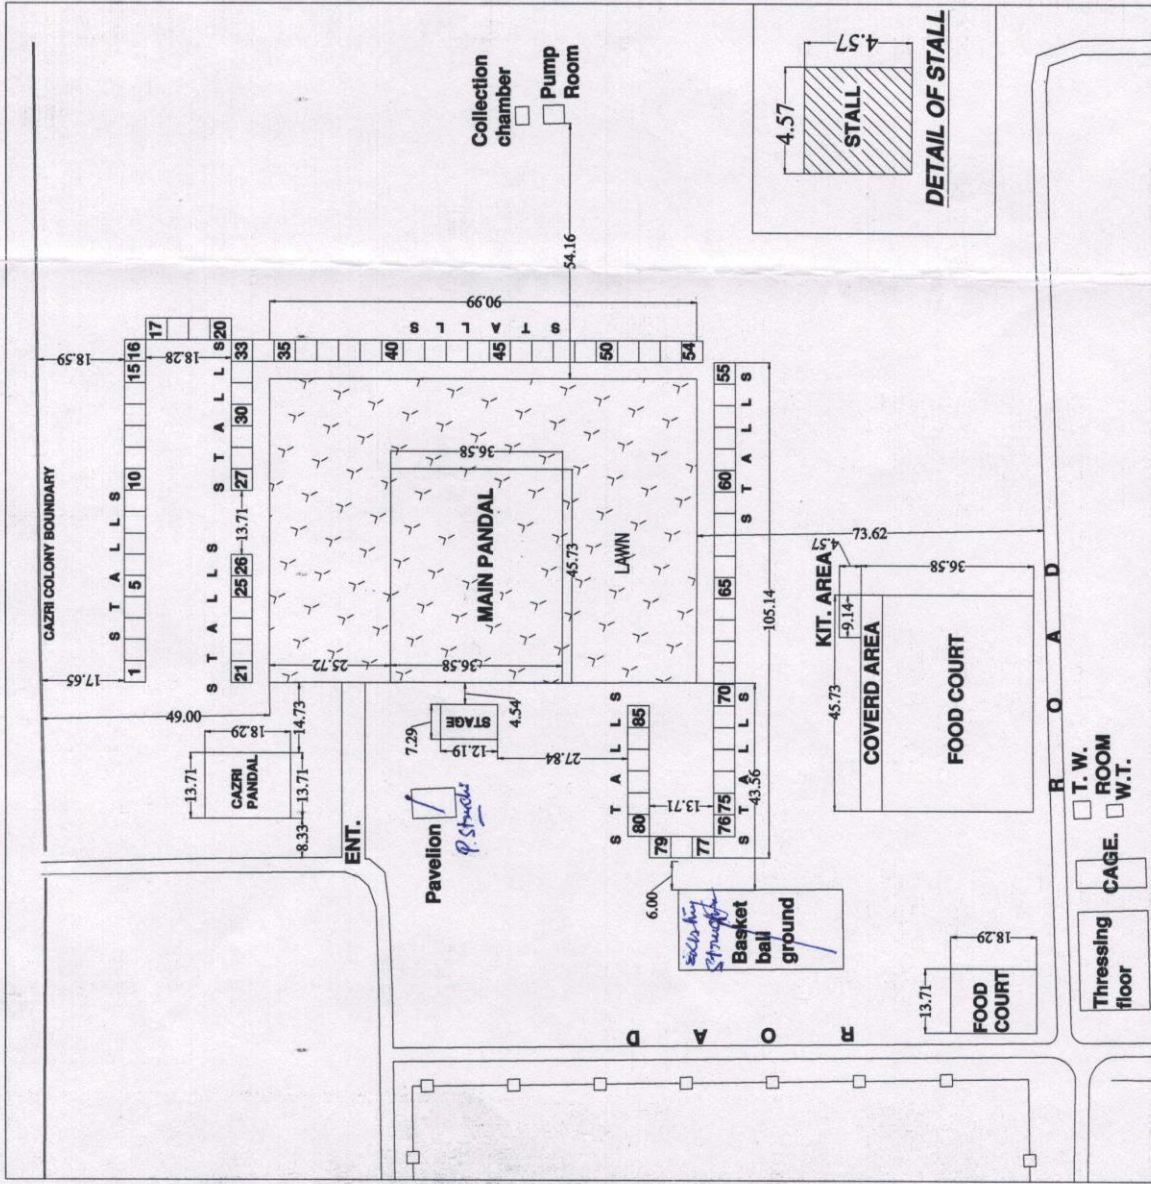 CAZRI COLONY BOUNDARY
17.65
18.59
S T A L L S
1
5
10
15
16
17
18.28
20
S T A L L S
S T A L L S
21
25
26
13.71
27
30
33
49.00
18.29
13.71
CAZRI
PANDAL
14.73
13.71
8.33
ENT.
35
40
45
50
54
S T A L L S
90.99
54.16
Collection
chamber
Pump
Room
4.57
4.57
STALL
DETAIL OF STALL
25.72
36.58
MAIN PANDAL
36.58
45.73
LAWN
7.29
STAGE
12.19
4.54
Pavelion
27.84
S T A L L S
80
85
13.71
79
77
76
75
70
65
60
55
S T A L L S
S T A L L S
43.56
105.14
73.62
6.00
Basket
ball
ground
KIT. AREA
4.57
9.14
45.73
COVERD AREA
36.58
FOOD COURT
R O A D
R O A D
13.71
18.29
FOOD
COURT
T. W.
ROOM
W.T.
CAGE.
Thressing
floor